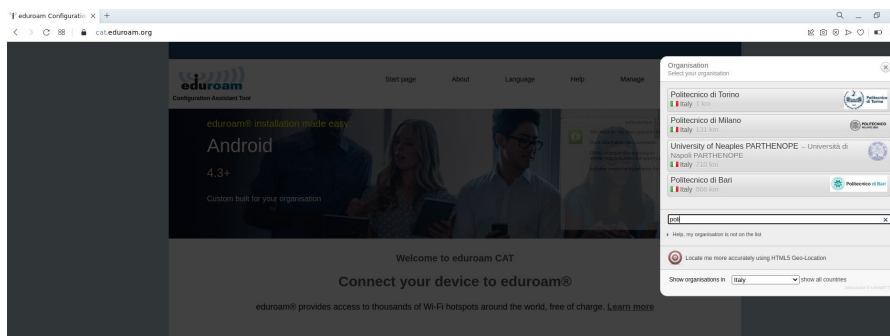 eduroam Configuratio
cat.eduroam.org
eduroam
Configuration Assistant Tool
Start page
About
Language
Help
Manage
eduroam® installation made easy:
Android
4.3+
Custom built for your organisation
Welcome to eduroam CAT
Connect your device to eduroam®
eduroam® provides access to thousands of Wi-Fi hotspots around the world, free of charge. Learn more
Organisation
Select your organisation
Politecnico di Torino
Italy 1 km
Politecnico di Torino
Politecnico di Milano
Italy 131 km
POLITECNICO
University of Neaples PARTHENOPE – Università di
Napoli PARTHENOPE
Italy 710 km
Politecnico di Bari
Italy
Politecnico di Bari
poli
Help, my organisation is not on the list
Locate me more accurately using HTML5 Geo-Location
Show organisations in Italy show all countries